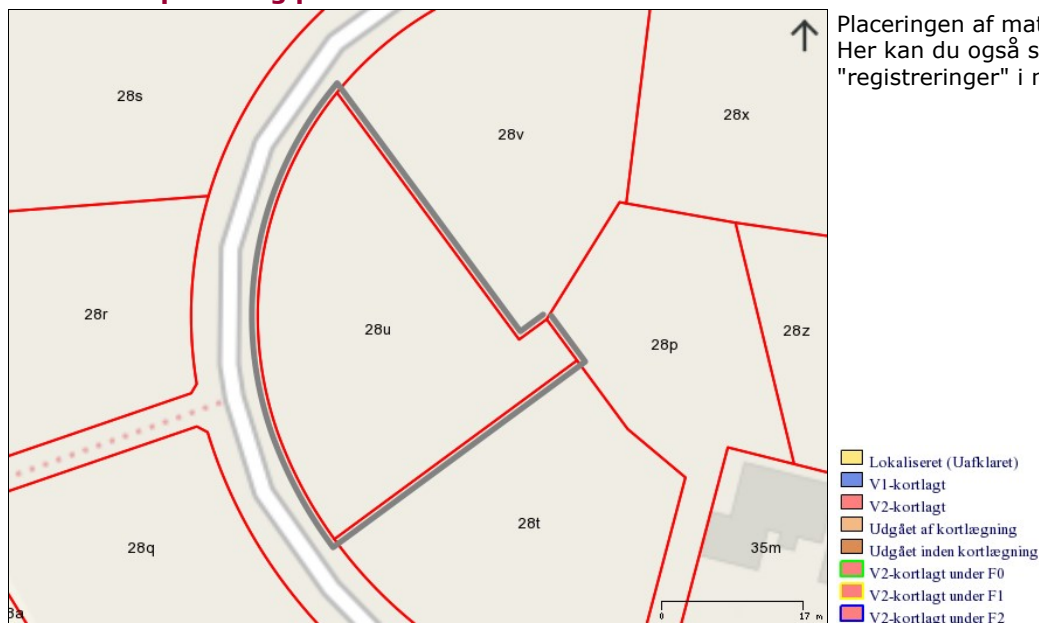 Placeringen af mat
Her kan du også s
"registreringer" i r
28s
28v
28x
28r
28u
28p
28z
28q
28t
35m
0
17 m
Lokaliseret (Uafklaret)
V1-kortlagt
V2-kortlagt
Udgået af kortlægning
Udgået inden kortlægning
V2-kortlagt under F0
V2-kortlagt under F1
V2-kortlagt under F2